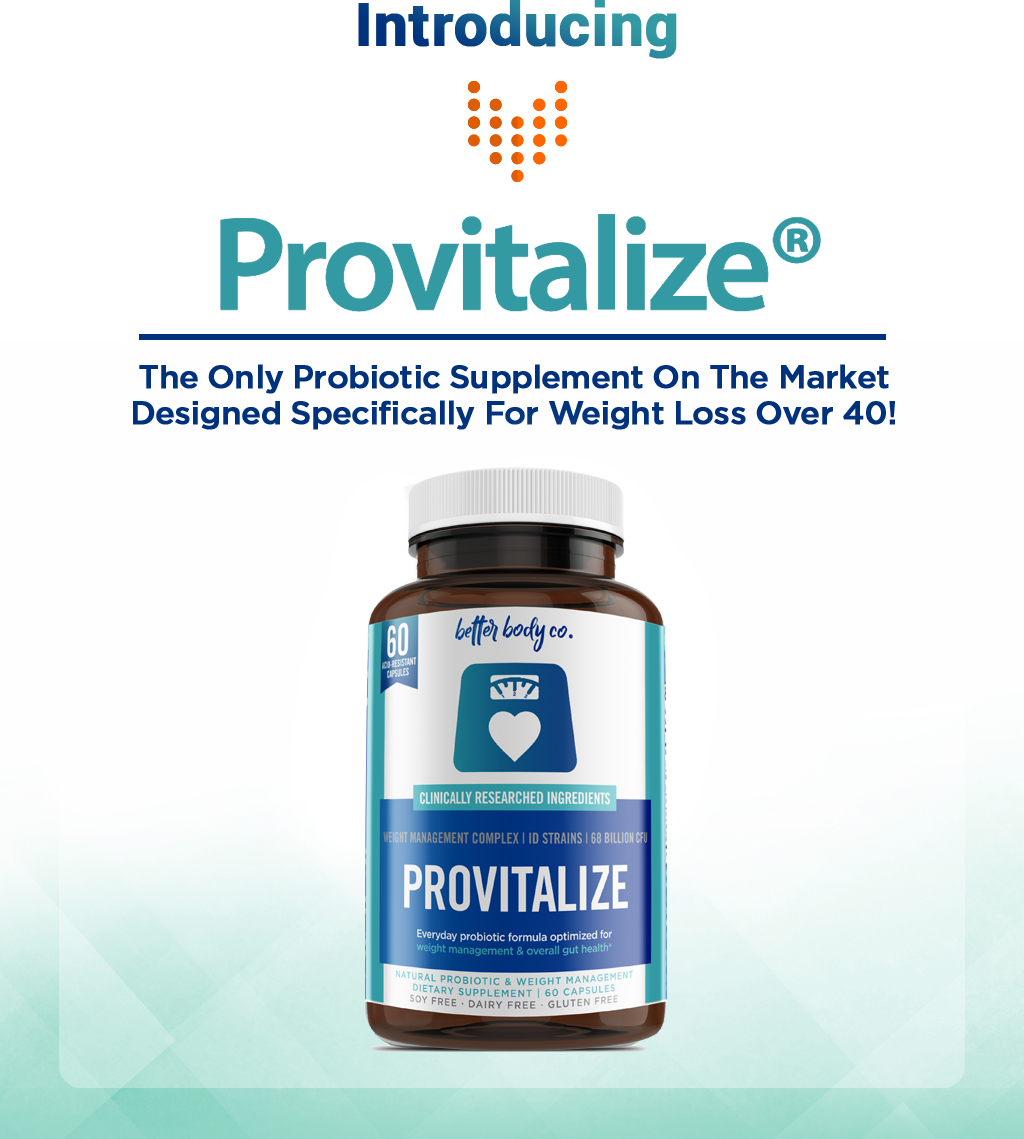 Introducing
Provitalize®
The Only Probiotic Supplement On The Market
Designed Specifically For Weight Loss Over 40!
better body co.
60
ACID-RESISTANT
CAPSULES
CLINICALLY RESEARCHED INGREDIENTS
WEIGHT MANAGEMENT COMPLEX | ID STRAINS | 68 BILLION CFU
PROVITALIZE
Everyday probiotic formula optimized for
weight management & overall gut health*
NATURAL PROBIOTIC & WEIGHT MANAGEMENT
DIETARY SUPPLEMENT | 60 CAPSULES
SOY FREE · DAIRY FREE · GLUTEN FREE